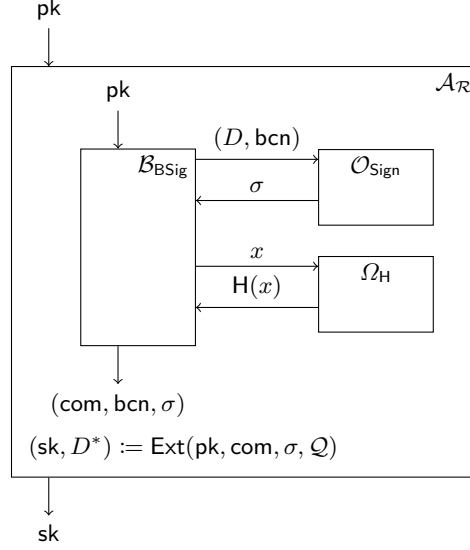 pk
𝒜_ℛ
pk
ℬ_BSig
(D, bcn)
𝒪_Sign
σ
x
Ω_H
H(x)
(com, bcn, σ)
(sk, D*) := Ext(pk, com, σ, 𝒬)
sk